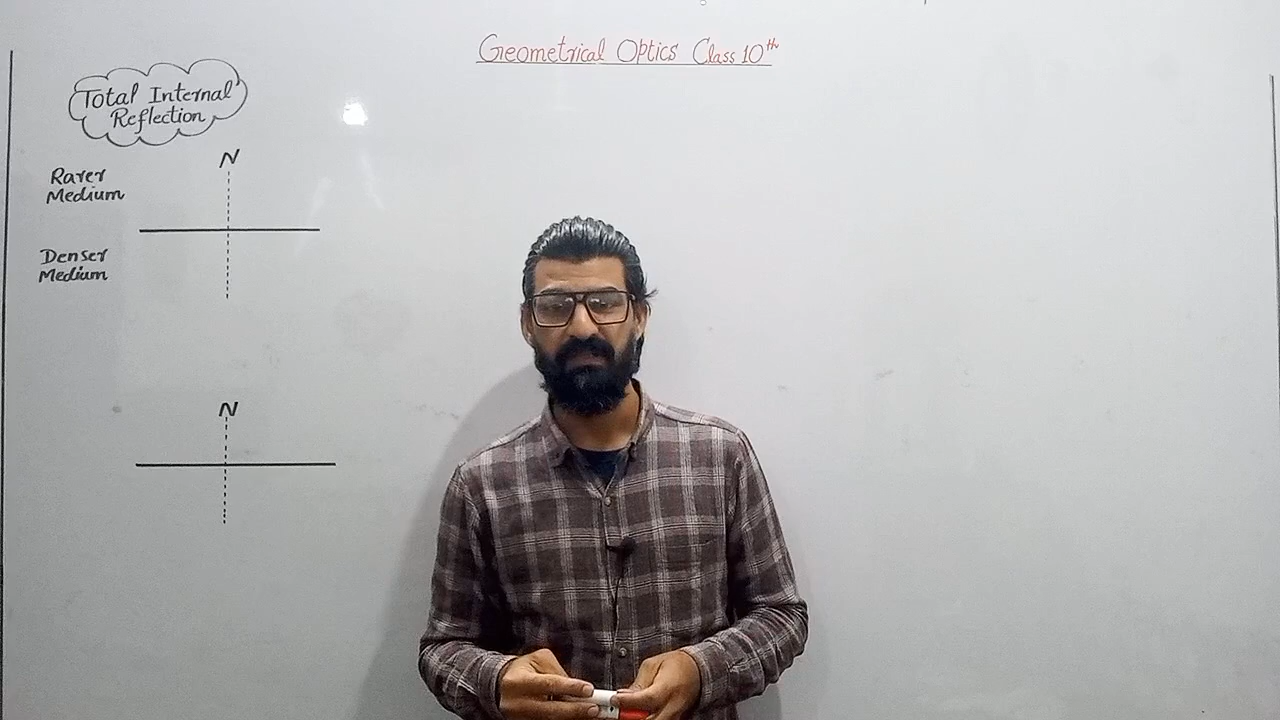 Geometrical Optics Class 10th
Total Internal
Reflection
N
Rarer
Medium
Denser
Medium
N